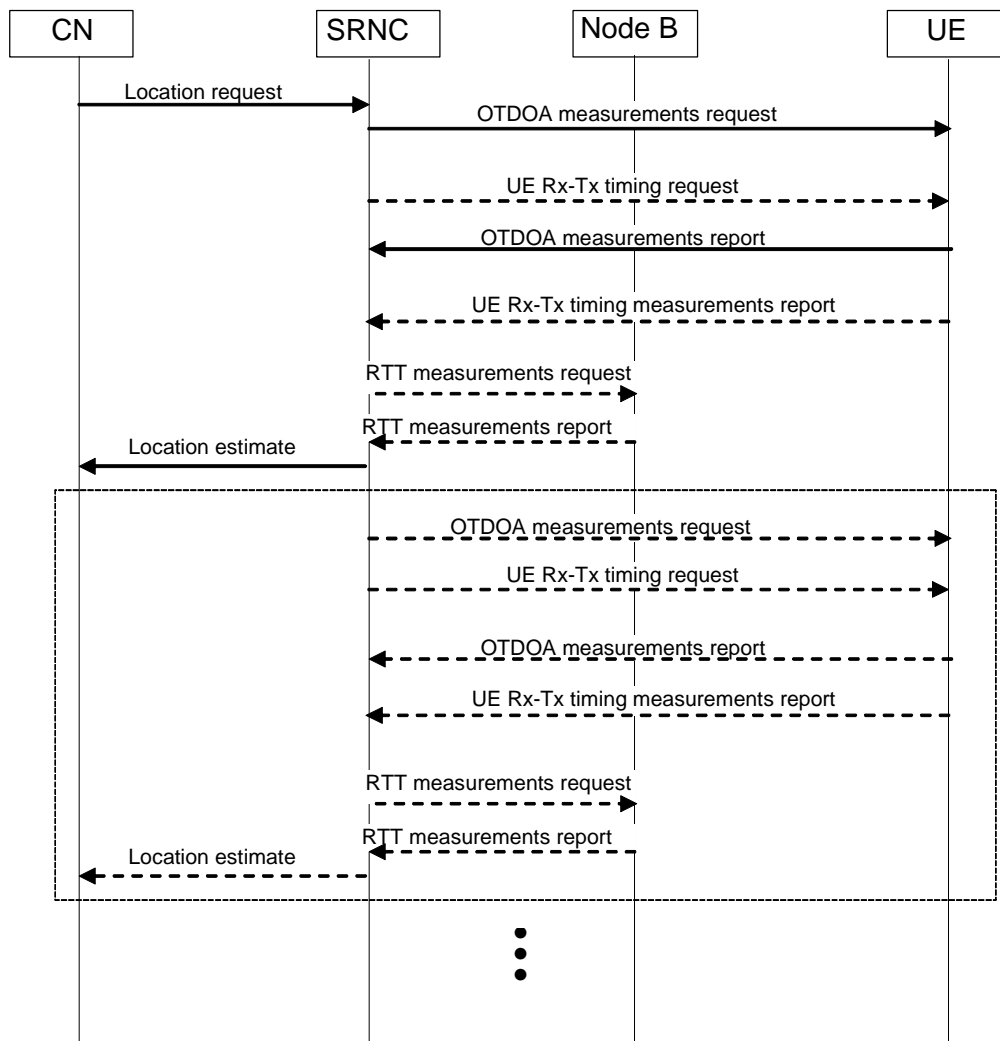 CN
SRNC
Node B
UE
Location request
OTDOA measurements request
UE Rx-Tx timing request
OTDOA measurements report
UE Rx-Tx timing measurements report
RTT measurements request
RTT measurements report
Location estimate
OTDOA measurements request
UE Rx-Tx timing request
OTDOA measurements report
UE Rx-Tx timing measurements report
RTT measurements request
RTT measurements report
Location estimate